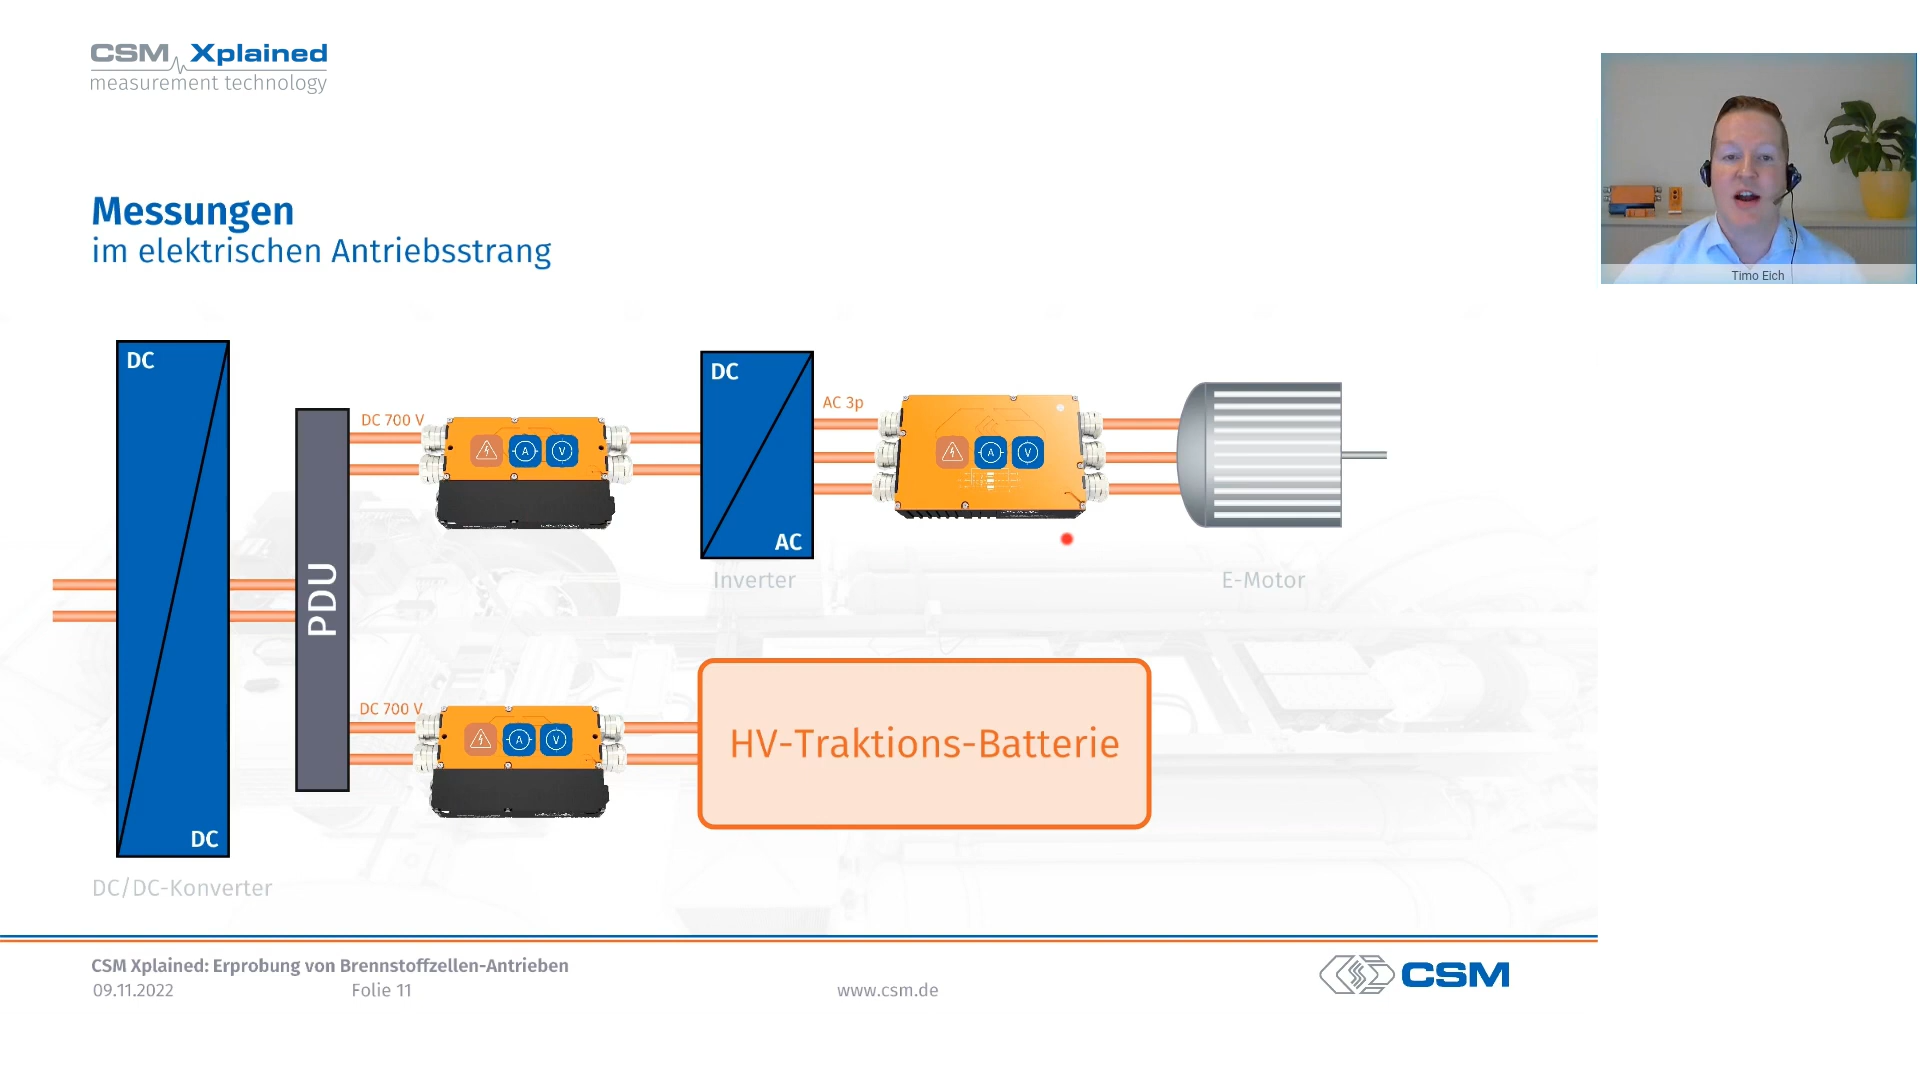 CSM Xplained
measurement technology
Timo Eich
Messungen
im elektrischen Antriebsstrang
DC
DC
DC/DC-Konverter
PDU
DC 700 V
A
V
DC
AC
Inverter
AC 3p
A
V
E-Motor
DC 700 V
A
V
HV-Traktions-Batterie
CSM Xplained: Erprobung von Brennstoffzellen-Antrieben
09.11.2022
Folie 11
www.csm.de
CSM